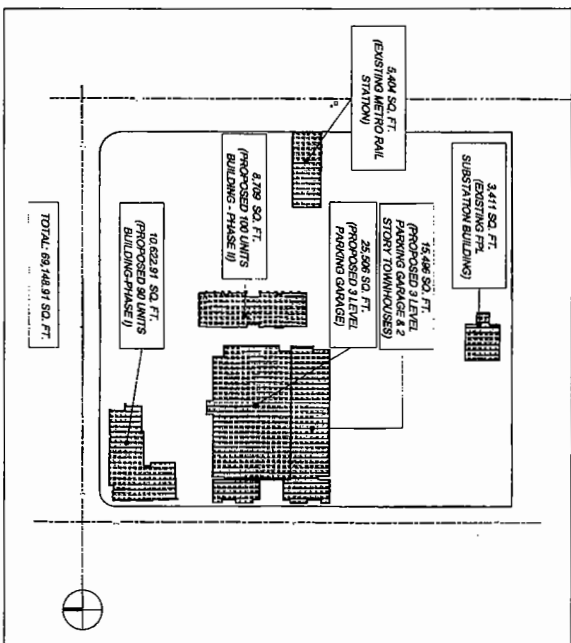 3,411 SQ. FT.
(EXISTING FPL
SUBSTATION BUILDING)
15,496 SQ. FT.
(PROPOSED 3 LEVEL
PARKING GARAGE & 2
STORY TOWNHOUSES)
25,506 SQ. FT.
(PROPOSED 3 LEVEL
PARKING GARAGE)
5,404 SQ. FT.
(EXISTING METRO RAIL
STATION)
8,709 SQ. FT.
(PROPOSED 100 UNITS
BUILDING - PHASE II)
10,622.91 SQ. FT.
(PROPOSED 90 UNITS
BUILDING-PHASE I)
TOTAL: 69,148.91 SQ. FT.